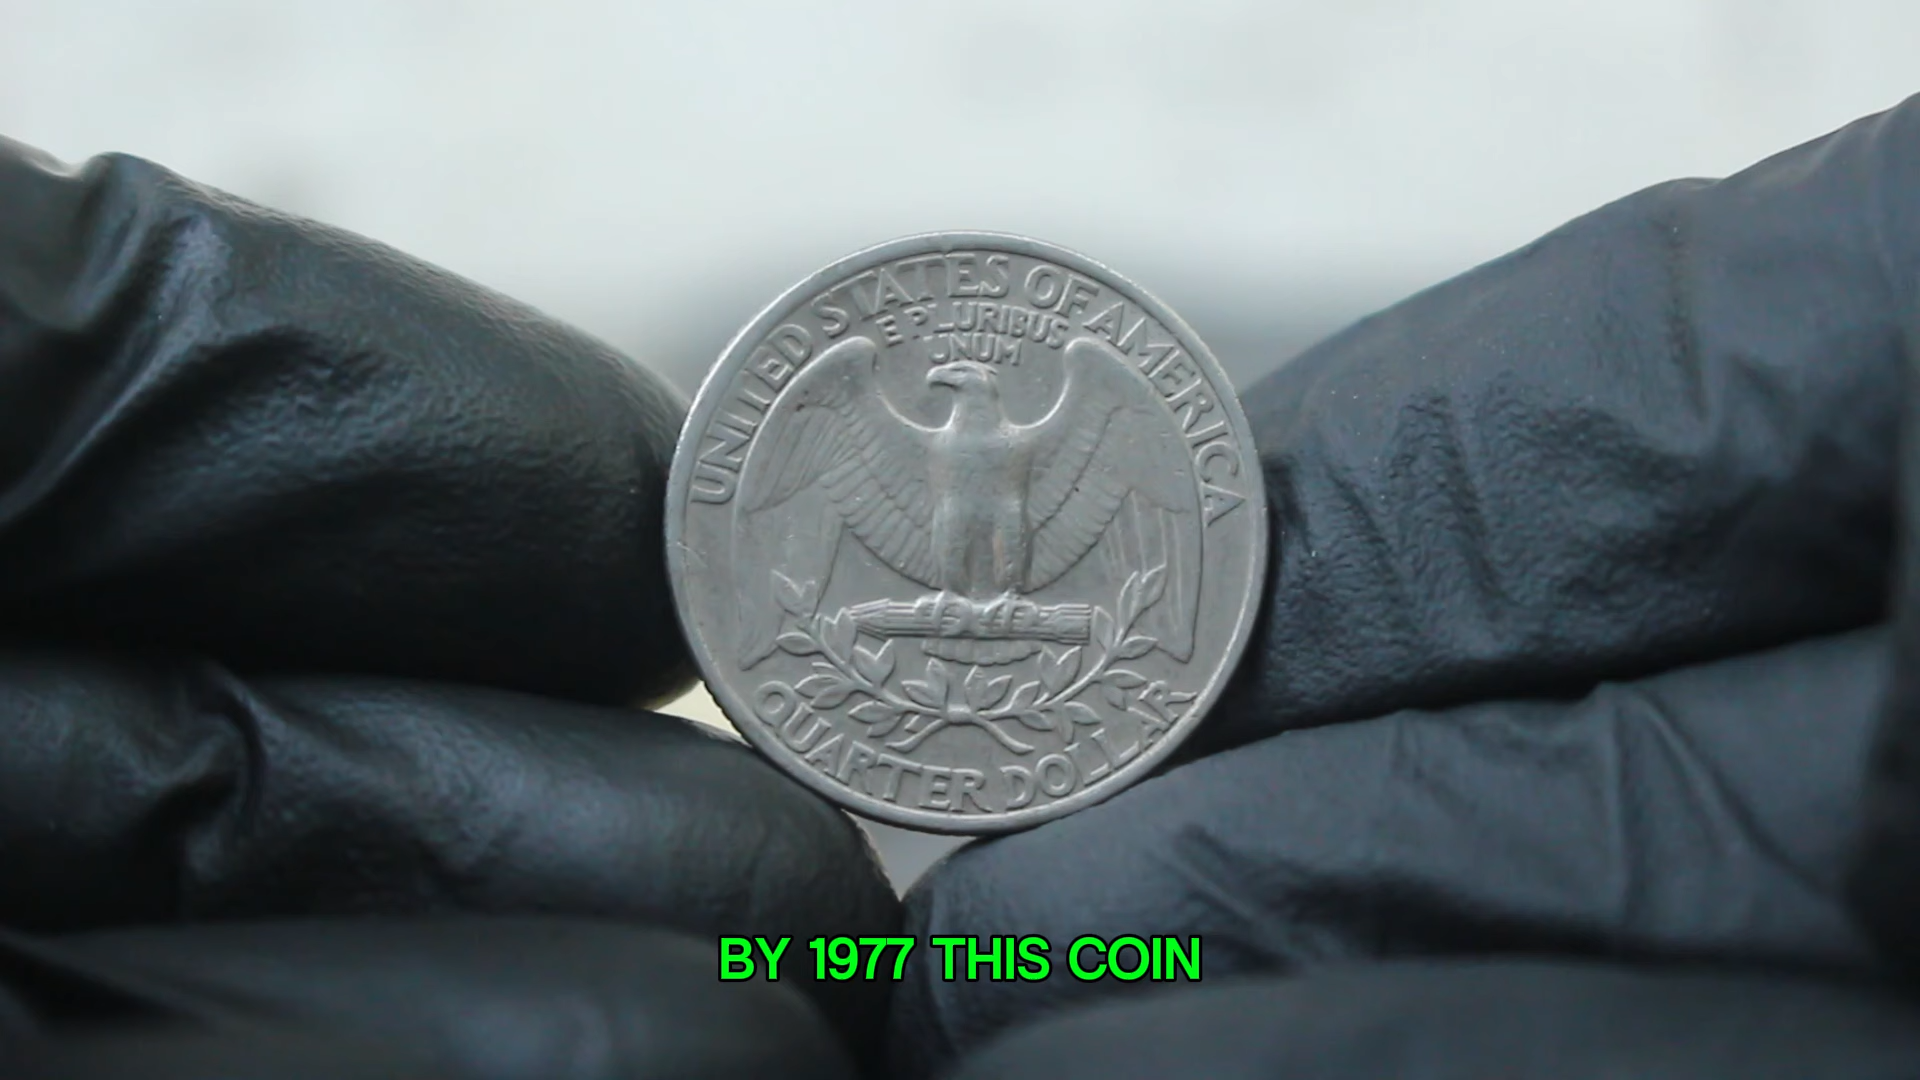 UNITED STATES OF AMERICA
E PLURIBUS
UNUM
QUARTER DOLLAR
BY 1977 THIS COIN